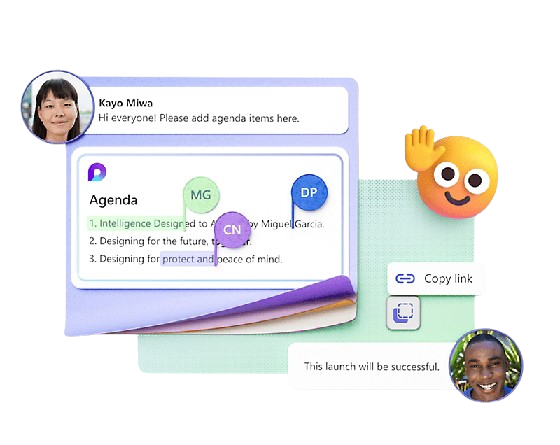 Kayo Miwa
Hi everyone! Please add agenda items here.
Agenda
MG
DP
CN
1. Intelligence Designed to by Miguel Garcia.
2. Designing for the future,
3. Designing for protect and peace of mind.
Copy link
This launch will be successful.